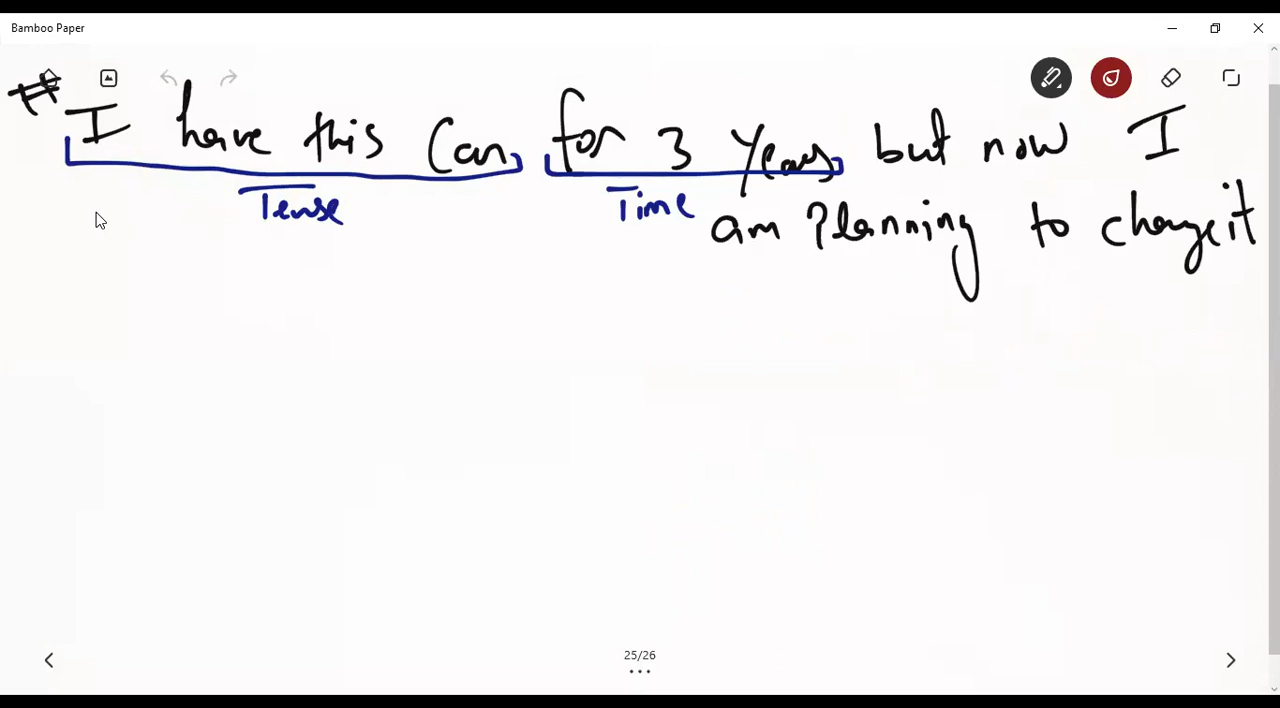 Bamboo Paper
# I have this Car for 3 years but now I
Tense Time
am Planning to change it
25/26